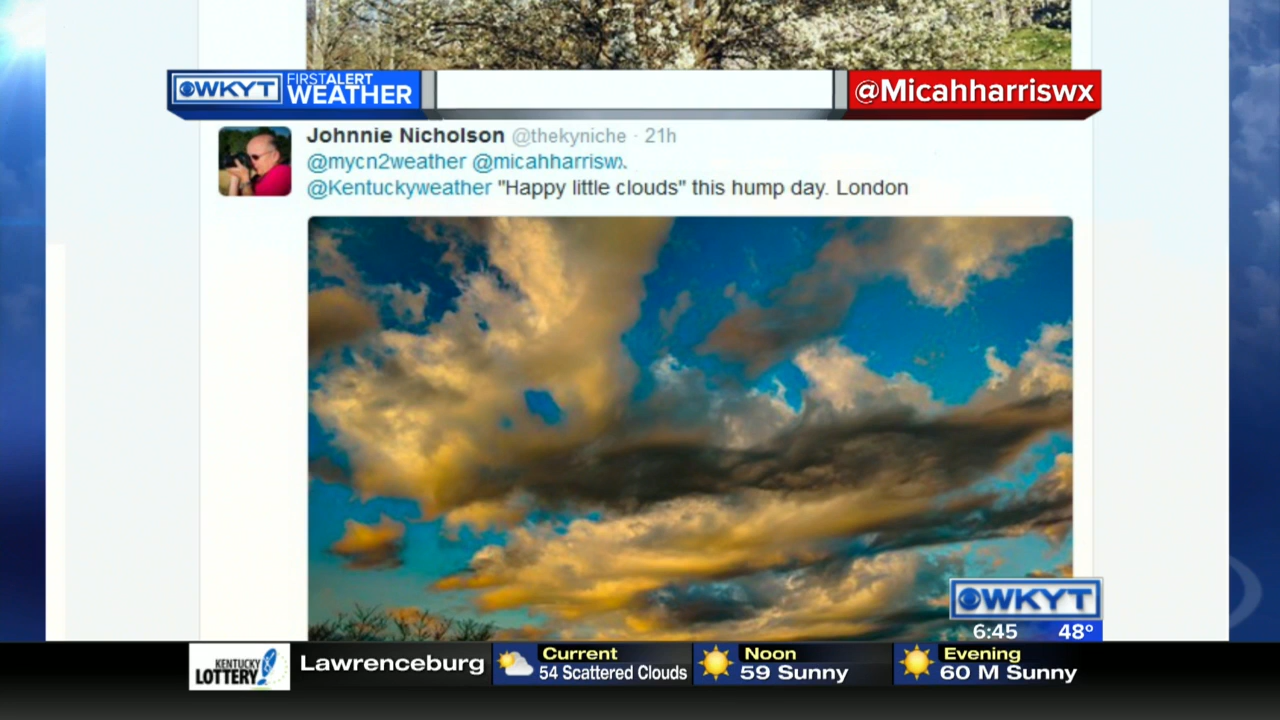 WKYT FIRST ALERT WEATHER
@Micahharriswx
Johnnie Nicholson @thekyniche · 21h
@mycn2weather @micahharriswx
@Kentuckyweather "Happy little clouds" this hump day. London
WKYT
6:45 48°
KENTUCKY LOTTERY
Lawrenceburg
Current
54 Scattered Clouds
Noon
59 Sunny
Evening
60 M Sunny